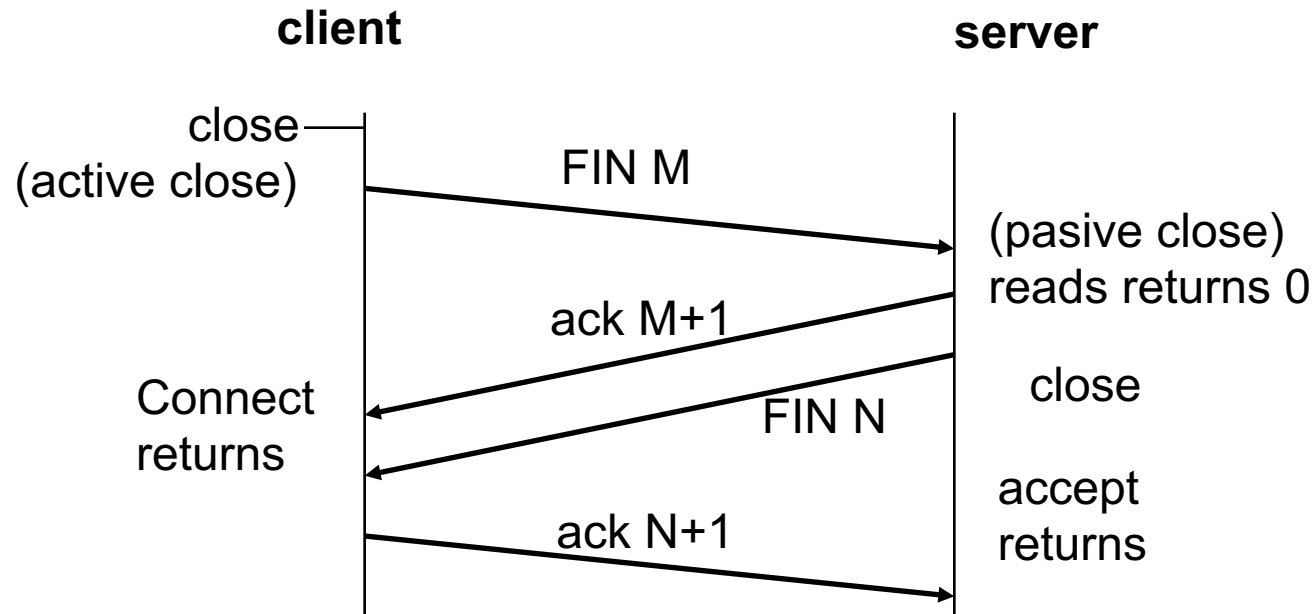 client
server
close
(active close)
FIN M
(pasive close)
reads returns 0
ack M+1
close
Connect
returns
FIN N
accept
returns
ack N+1